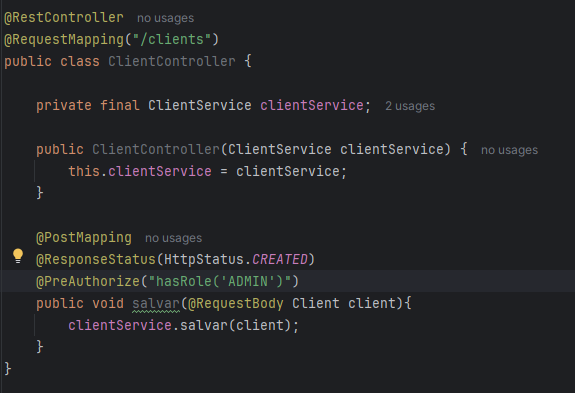 @RestController no usages
@RequestMapping("/clients")
public class ClientController {
private final ClientService clientService; 2 usages
public ClientController(ClientService clientService) { no usages
this.clientService = clientService;
}
@PostMapping no usages
@ResponseStatus(HttpStatus.CREATED)
@PreAuthorize("hasRole('ADMIN')")
public void salvar(@RequestBody Client client){
clientService.salvar(client);
}
}